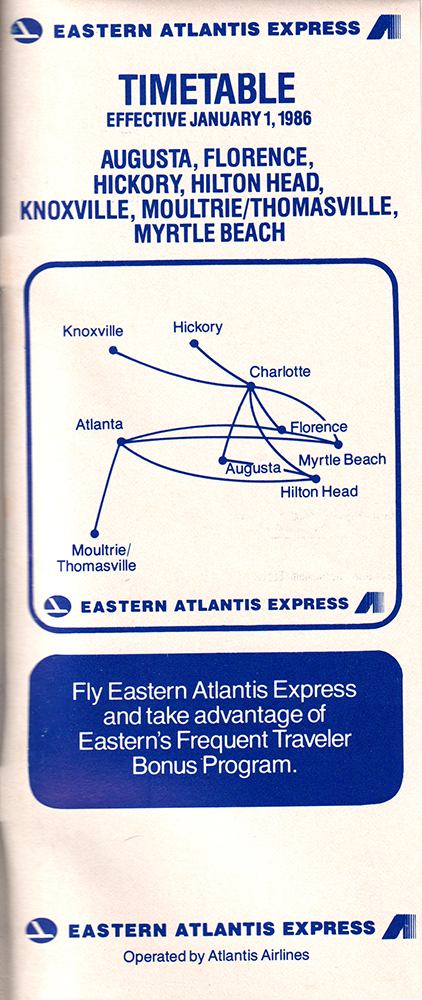 EASTERN ATLANTIS EXPRESS
TIMETABLE
EFFECTIVE JANUARY 1, 1986
AUGUSTA, FLORENCE,
HICKORY, HILTON HEAD,
KNOXVILLE, MOULTRIE/THOMASVILLE,
MYRTLE BEACH
Knoxville
Hickory
Charlotte
Atlanta
Florence
Myrtle Beach
Augusta
Hilton Head
Moultrie/
Thomasville
EASTERN ATLANTIS EXPRESS
Fly Eastern Atlantis Express
and take advantage of
Eastern's Frequent Traveler
Bonus Program.
EASTERN ATLANTIS EXPRESS
Operated by Atlantis Airlines